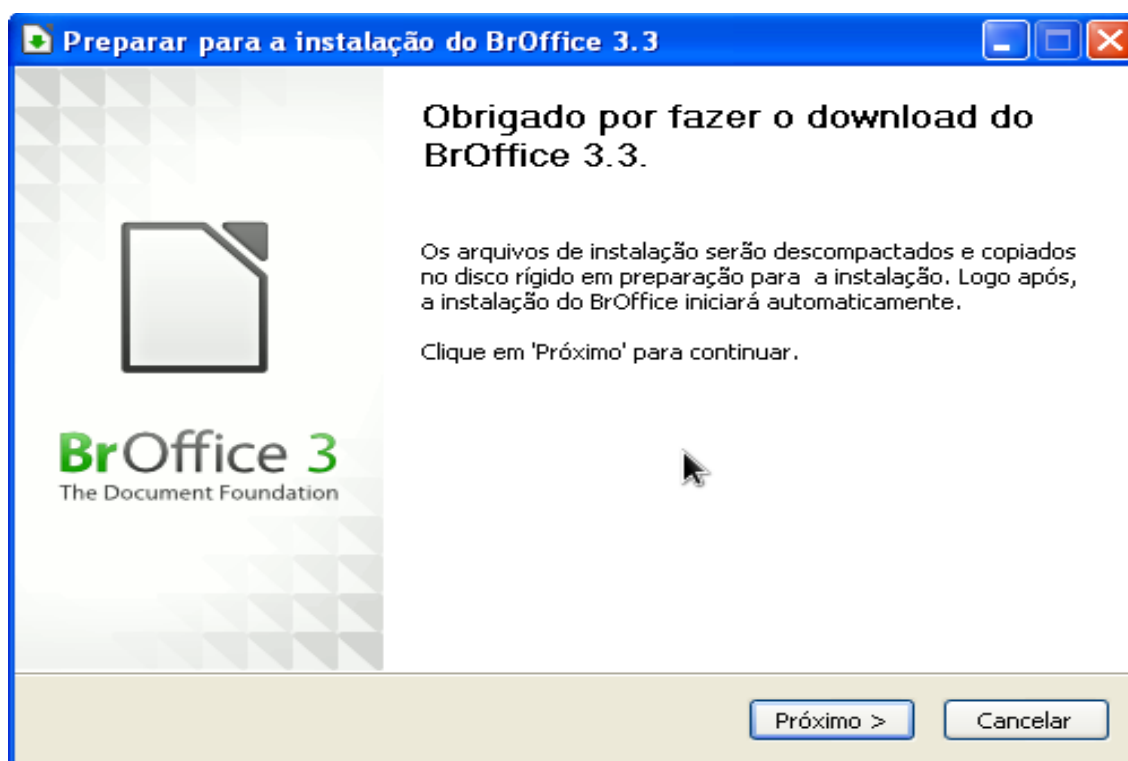 Preparar para a instalação do BrOffice 3.3
Obrigado por fazer o download do
BrOffice 3.3.
Os arquivos de instalação serão descompactados e copiados
no disco rígido em preparação para  a instalação. Logo após,
a instalação do BrOffice iniciará automaticamente.
Clique em 'Próximo' para continuar.
BrOffice 3
The Document Foundation
Próximo >
Cancelar